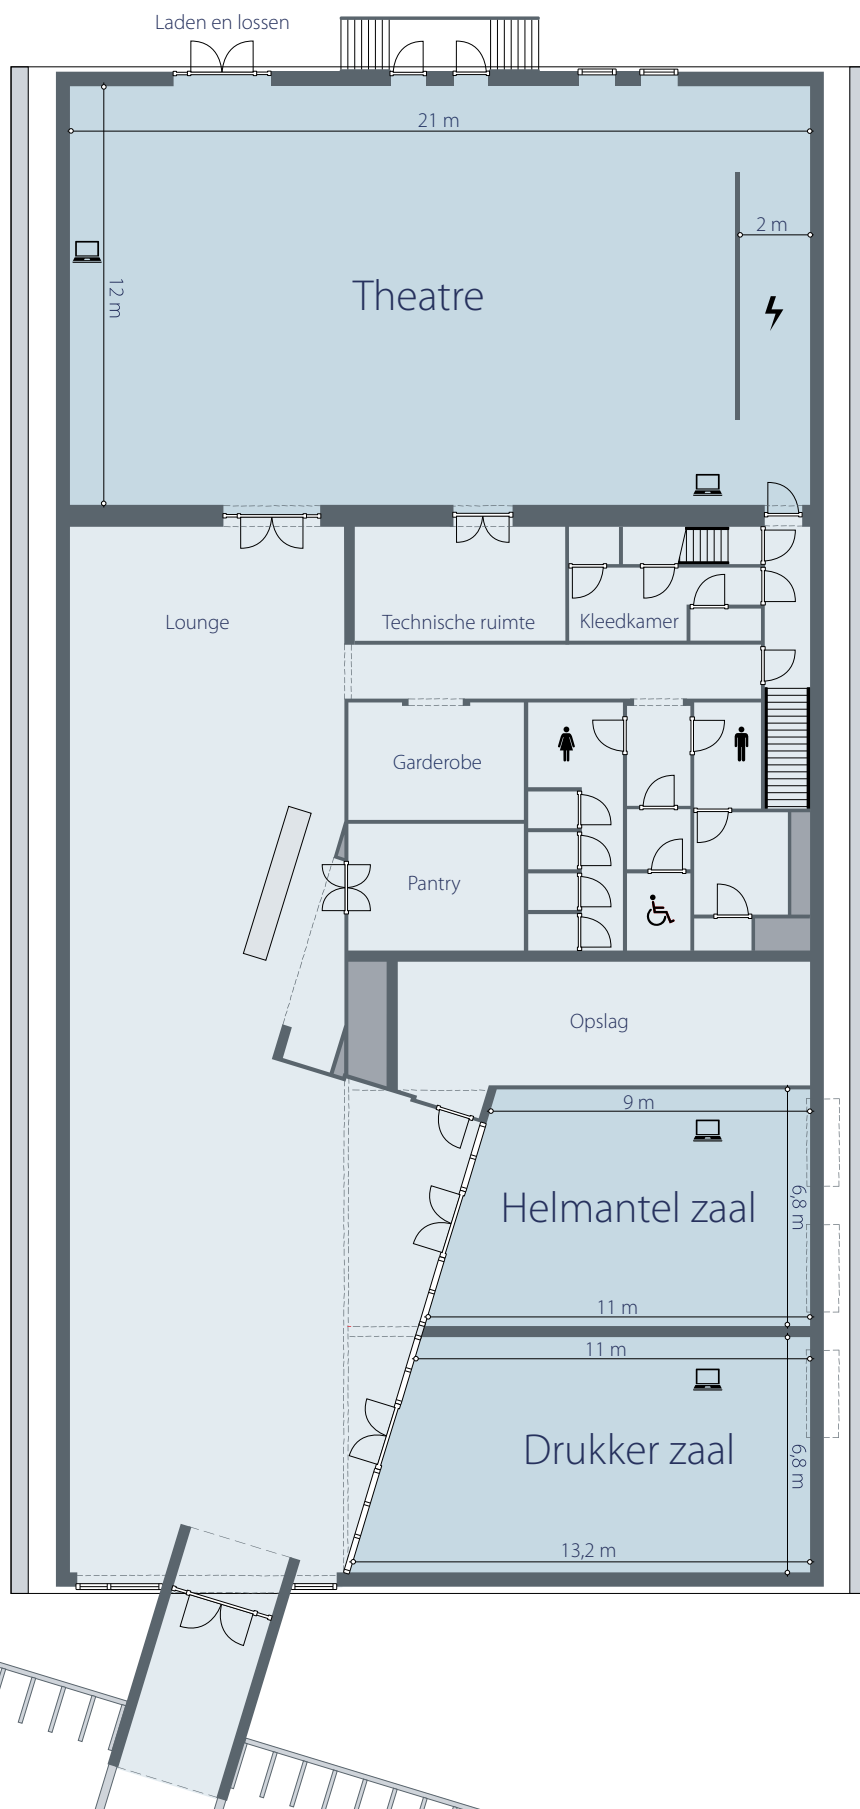 Laden en lossen
21 m
2 m
12 m
Theatre
Lounge
Technische ruimte
Kleedkamer
Garderobe
Pantry
Opslag
9 m
6,8 m
Helmantel zaal
11 m
11 m
Drukker zaal
6,8 m
13,2 m